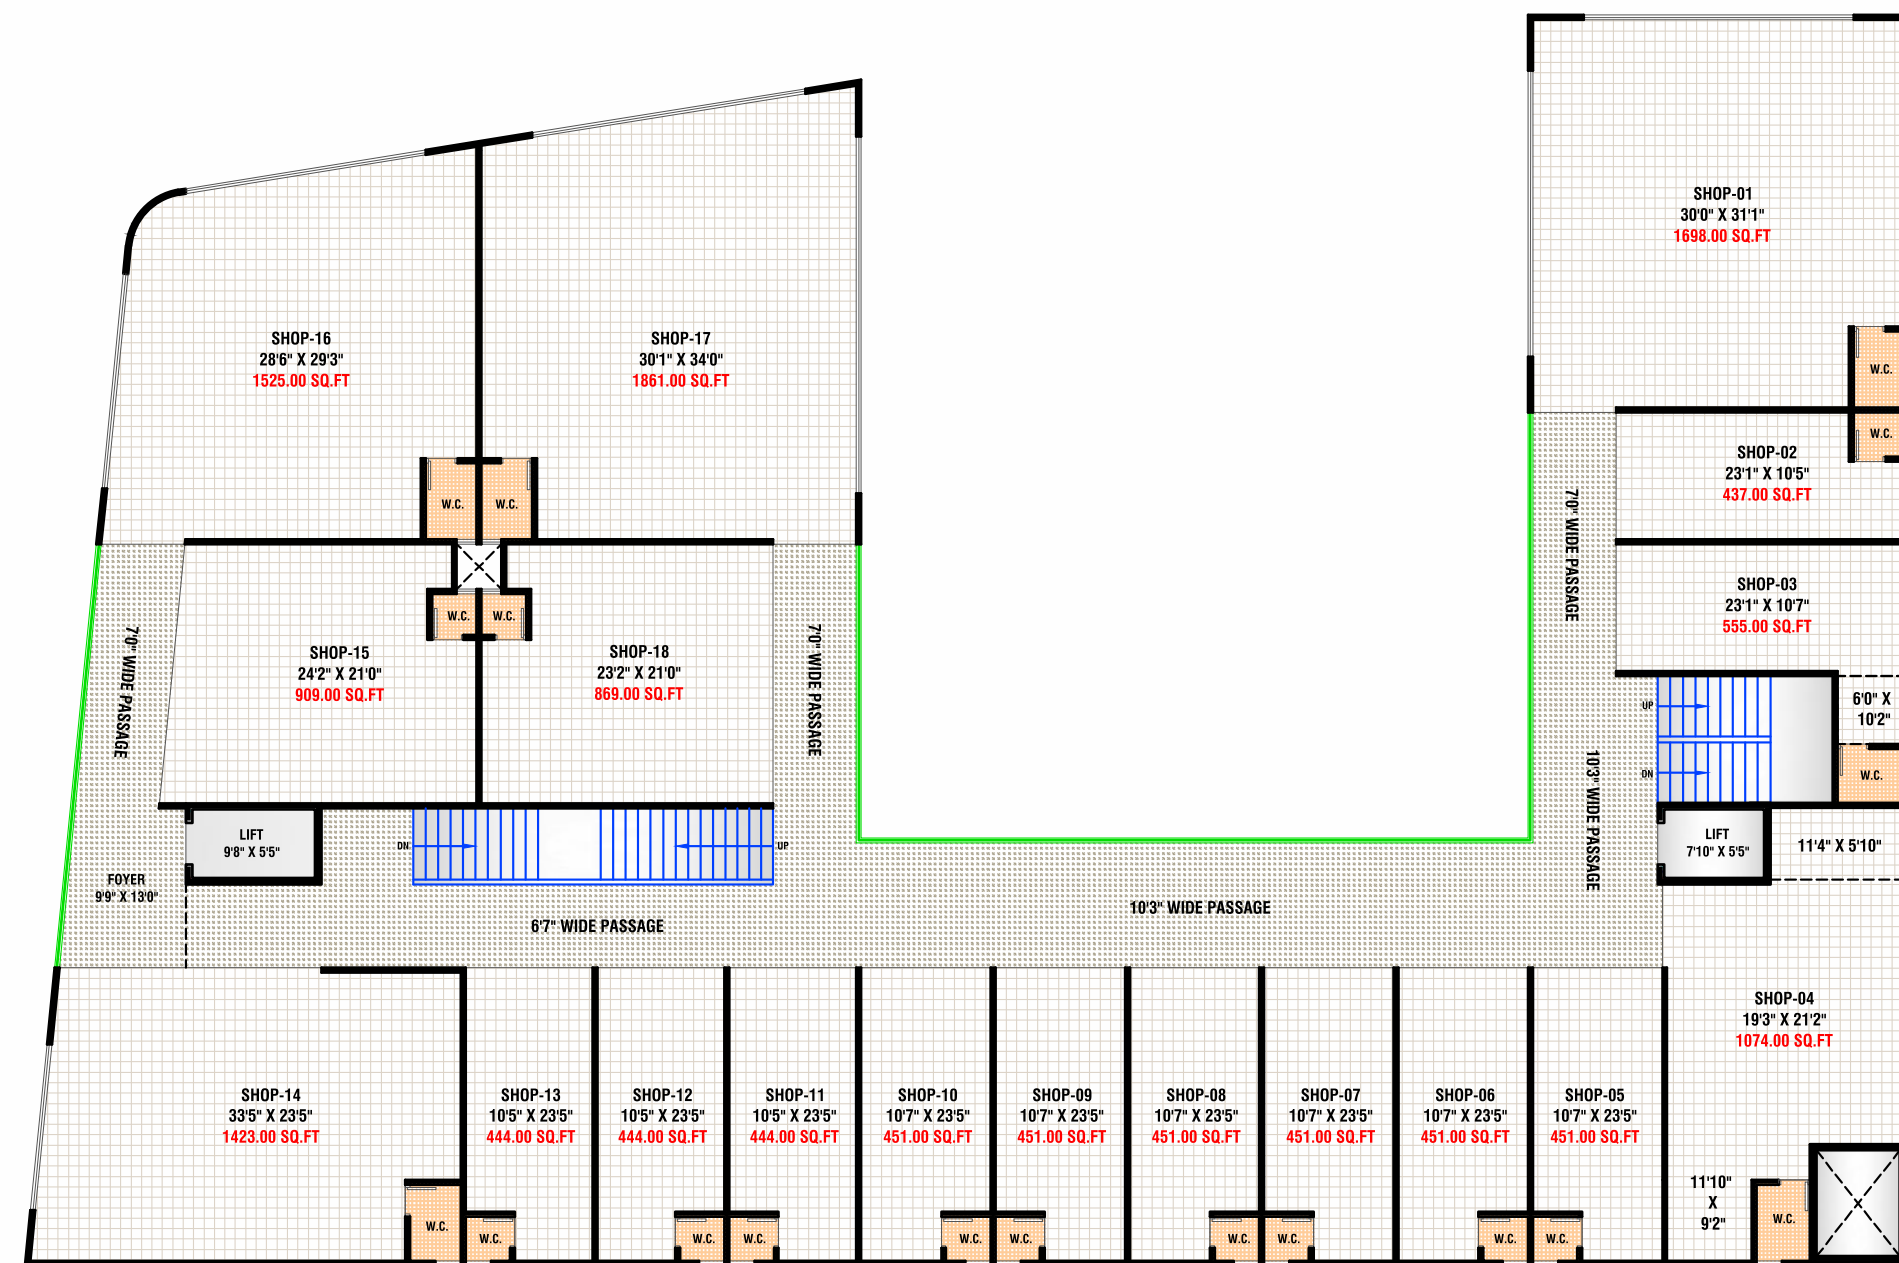 SHOP-01
30'0" X 31'1"
1698.00 SQ.FT
W.C.
W.C.
SHOP-02
23'1" X 10'5"
437.00 SQ.FT
SHOP-03
23'1" X 10'7"
555.00 SQ.FT
7'0" WIDE PASSAGE
10'3" WIDE PASSAGE
UP
DN
6'0" X
10'2"
W.C.
LIFT
7'10" X 5'5"
11'4" X 5'10"
SHOP-16
28'6" X 29'3"
1525.00 SQ.FT
SHOP-17
30'1" X 34'0"
1861.00 SQ.FT
W.C.
W.C.
W.C.
W.C.
SHOP-15
24'2" X 21'0"
909.00 SQ.FT
SHOP-18
23'2" X 21'0"
869.00 SQ.FT
7'0" WIDE PASSAGE
7'0" WIDE PASSAGE
LIFT
9'8" X 5'5"
DN
UP
FOYER
9'9" X 13'0"
6'7" WIDE PASSAGE
10'3" WIDE PASSAGE
SHOP-04
19'3" X 21'2"
1074.00 SQ.FT
SHOP-14
33'5" X 23'5"
1423.00 SQ.FT
SHOP-13
10'5" X 23'5"
444.00 SQ.FT
SHOP-12
10'5" X 23'5"
444.00 SQ.FT
SHOP-11
10'5" X 23'5"
444.00 SQ.FT
SHOP-10
10'7" X 23'5"
451.00 SQ.FT
SHOP-09
10'7" X 23'5"
451.00 SQ.FT
SHOP-08
10'7" X 23'5"
451.00 SQ.FT
SHOP-07
10'7" X 23'5"
451.00 SQ.FT
SHOP-06
10'7" X 23'5"
451.00 SQ.FT
SHOP-05
10'7" X 23'5"
451.00 SQ.FT
11'10"
X
9'2"
W.C.
W.C.
W.C.
W.C.
W.C.
W.C.
W.C.
W.C.
W.C.
W.C.
W.C.